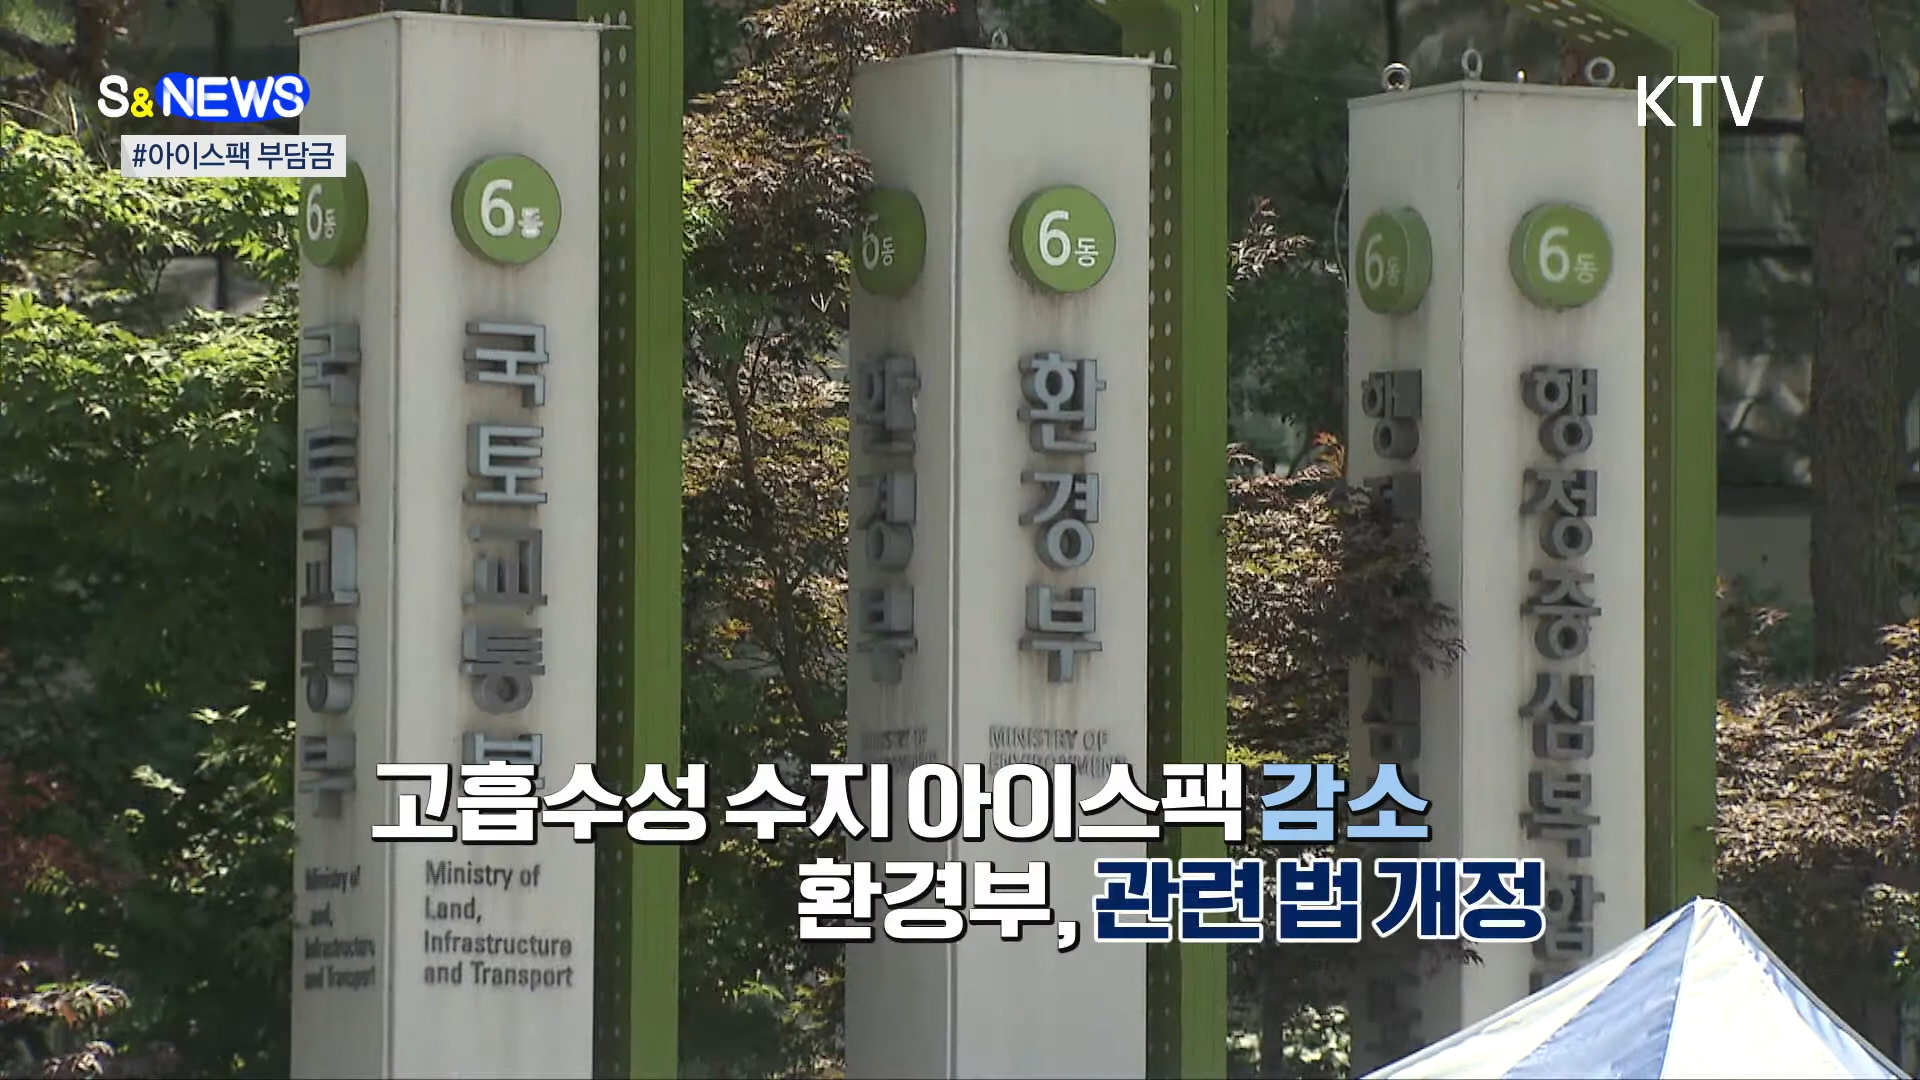 S&NEWS
KTV
#아이스팩 부담금
6동
6동
국토교통부
국토교통부
Ministry of
Land,
Infrastructure
and Transport
6동
6동
환경부
환경부
MINISTRY OF
ENVIRONMENT
6동
6동
행정중심복합
고흡수성 수지 아이스팩 감소
환경부, 관련 법 개정